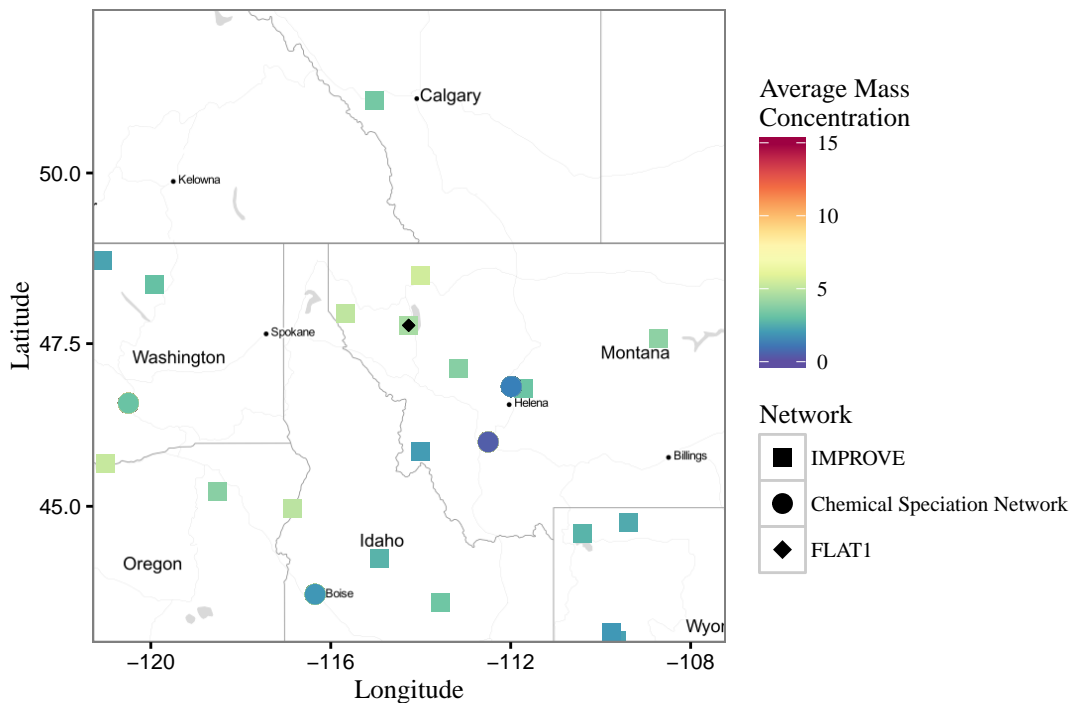 Calgary
50.0
Kelowna
Spokane
47.5
Latitude
Washington
Montana
Helena
Billings
45.0
Idaho
Oregon
Boise
Wyor
−120
−116
−112
−108
Longitude
Average Mass
Concentration
15
10
5
0
Network
IMPROVE
Chemical Speciation Network
FLAT1